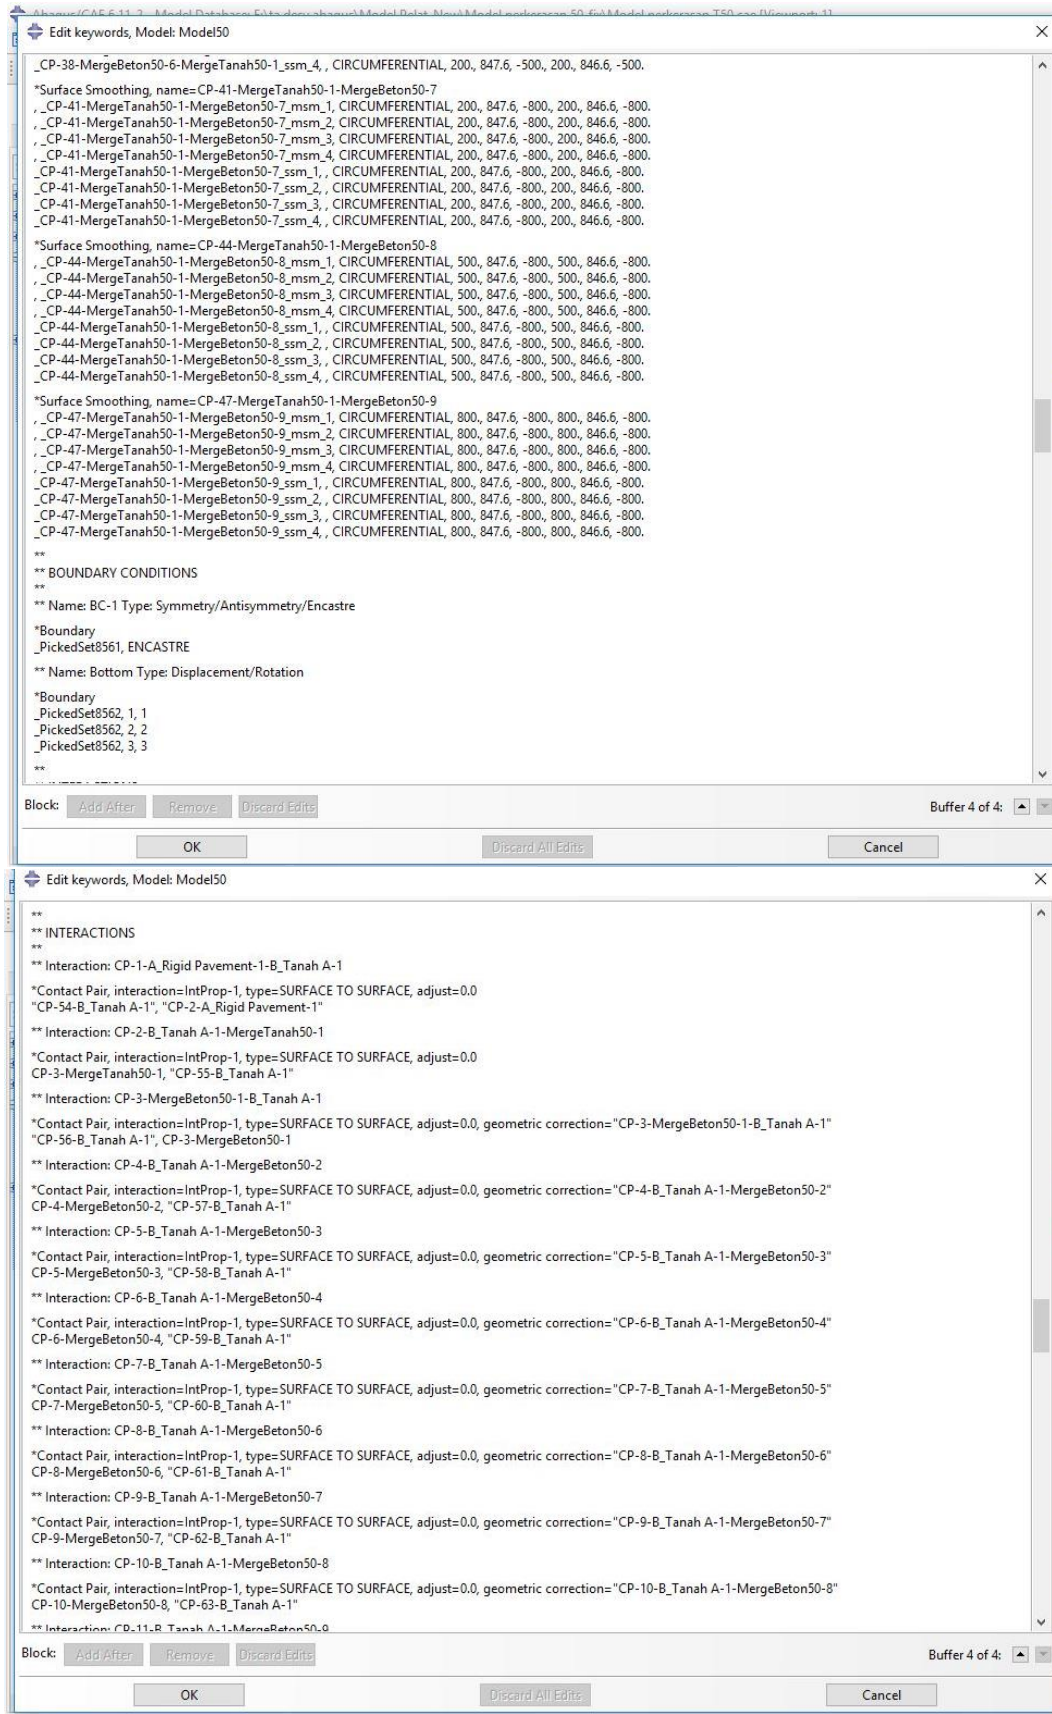 Abaqus/CAE 6.11-2 - Model Database: F:\ta desy abaqus\Model Pelat_New\Model perkerasan 50_fix\Model perkerasan T50.cae [Viewport: 1]
Edit keywords, Model: Model50
_CP-38-MergeBeton50-6-MergeTanah50-1_ssm_4, , CIRCUMFERENTIAL, 200., 847.6, -500., 200., 846.6, -500.
*Surface Smoothing, name=CP-41-MergeTanah50-1-MergeBeton50-7
, _CP-41-MergeTanah50-1-MergeBeton50-7_msm_1, CIRCUMFERENTIAL, 200., 847.6, -800., 200., 846.6, -800.
, _CP-41-MergeTanah50-1-MergeBeton50-7_msm_2, CIRCUMFERENTIAL, 200., 847.6, -800., 200., 846.6, -800.
, _CP-41-MergeTanah50-1-MergeBeton50-7_msm_3, CIRCUMFERENTIAL, 200., 847.6, -800., 200., 846.6, -800.
, _CP-41-MergeTanah50-1-MergeBeton50-7_msm_4, CIRCUMFERENTIAL, 200., 847.6, -800., 200., 846.6, -800.
_CP-41-MergeTanah50-1-MergeBeton50-7_ssm_1, , CIRCUMFERENTIAL, 200., 847.6, -800., 200., 846.6, -800.
_CP-41-MergeTanah50-1-MergeBeton50-7_ssm_2, , CIRCUMFERENTIAL, 200., 847.6, -800., 200., 846.6, -800.
_CP-41-MergeTanah50-1-MergeBeton50-7_ssm_3, , CIRCUMFERENTIAL, 200., 847.6, -800., 200., 846.6, -800.
_CP-41-MergeTanah50-1-MergeBeton50-7_ssm_4, , CIRCUMFERENTIAL, 200., 847.6, -800., 200., 846.6, -800.
*Surface Smoothing, name=CP-44-MergeTanah50-1-MergeBeton50-8
, _CP-44-MergeTanah50-1-MergeBeton50-8_msm_1, CIRCUMFERENTIAL, 500., 847.6, -800., 500., 846.6, -800.
, _CP-44-MergeTanah50-1-MergeBeton50-8_msm_2, CIRCUMFERENTIAL, 500., 847.6, -800., 500., 846.6, -800.
, _CP-44-MergeTanah50-1-MergeBeton50-8_msm_3, CIRCUMFERENTIAL, 500., 847.6, -800., 500., 846.6, -800.
, _CP-44-MergeTanah50-1-MergeBeton50-8_msm_4, CIRCUMFERENTIAL, 500., 847.6, -800., 500., 846.6, -800.
_CP-44-MergeTanah50-1-MergeBeton50-8_ssm_1, , CIRCUMFERENTIAL, 500., 847.6, -800., 500., 846.6, -800.
_CP-44-MergeTanah50-1-MergeBeton50-8_ssm_2, , CIRCUMFERENTIAL, 500., 847.6, -800., 500., 846.6, -800.
_CP-44-MergeTanah50-1-MergeBeton50-8_ssm_3, , CIRCUMFERENTIAL, 500., 847.6, -800., 500., 846.6, -800.
_CP-44-MergeTanah50-1-MergeBeton50-8_ssm_4, , CIRCUMFERENTIAL, 500., 847.6, -800., 500., 846.6, -800.
*Surface Smoothing, name=CP-47-MergeTanah50-1-MergeBeton50-9
, _CP-47-MergeTanah50-1-MergeBeton50-9_msm_1, CIRCUMFERENTIAL, 800., 847.6, -800., 800., 846.6, -800.
, _CP-47-MergeTanah50-1-MergeBeton50-9_msm_2, CIRCUMFERENTIAL, 800., 847.6, -800., 800., 846.6, -800.
, _CP-47-MergeTanah50-1-MergeBeton50-9_msm_3, CIRCUMFERENTIAL, 800., 847.6, -800., 800., 846.6, -800.
, _CP-47-MergeTanah50-1-MergeBeton50-9_msm_4, CIRCUMFERENTIAL, 800., 847.6, -800., 800., 846.6, -800.
_CP-47-MergeTanah50-1-MergeBeton50-9_ssm_1, , CIRCUMFERENTIAL, 800., 847.6, -800., 800., 846.6, -800.
_CP-47-MergeTanah50-1-MergeBeton50-9_ssm_2, , CIRCUMFERENTIAL, 800., 847.6, -800., 800., 846.6, -800.
_CP-47-MergeTanah50-1-MergeBeton50-9_ssm_3, , CIRCUMFERENTIAL, 800., 847.6, -800., 800., 846.6, -800.
_CP-47-MergeTanah50-1-MergeBeton50-9_ssm_4, , CIRCUMFERENTIAL, 800., 847.6, -800., 800., 846.6, -800.
**
** BOUNDARY CONDITIONS
**
** Name: BC-1 Type: Symmetry/Antisymmetry/Encastre
*Boundary
_PickedSet8561, ENCASTRE
** Name: Bottom Type: Displacement/Rotation
*Boundary
_PickedSet8562, 1, 1
_PickedSet8562, 2, 2
_PickedSet8562, 3, 3
**
** INTERACTIONS
Block: Add After Remove Discard Edits Buffer 4 of 4:
OK Discard All Edits Cancel
Edit keywords, Model: Model50
**
** INTERACTIONS
**
** Interaction: CP-1-A_Rigid Pavement-1-B_Tanah A-1
*Contact Pair, interaction=IntProp-1, type=SURFACE TO SURFACE, adjust=0.0
"CP-54-B_Tanah A-1", "CP-2-A_Rigid Pavement-1"
** Interaction: CP-2-B_Tanah A-1-MergeTanah50-1
*Contact Pair, interaction=IntProp-1, type=SURFACE TO SURFACE, adjust=0.0
CP-3-MergeTanah50-1, "CP-55-B_Tanah A-1"
** Interaction: CP-3-MergeBeton50-1-B_Tanah A-1
*Contact Pair, interaction=IntProp-1, type=SURFACE TO SURFACE, adjust=0.0, geometric correction="CP-3-MergeBeton50-1-B_Tanah A-1"
"CP-56-B_Tanah A-1", CP-3-MergeBeton50-1
** Interaction: CP-4-B_Tanah A-1-MergeBeton50-2
*Contact Pair, interaction=IntProp-1, type=SURFACE TO SURFACE, adjust=0.0, geometric correction="CP-4-B_Tanah A-1-MergeBeton50-2"
CP-4-MergeBeton50-2, "CP-57-B_Tanah A-1"
** Interaction: CP-5-B_Tanah A-1-MergeBeton50-3
*Contact Pair, interaction=IntProp-1, type=SURFACE TO SURFACE, adjust=0.0, geometric correction="CP-5-B_Tanah A-1-MergeBeton50-3"
CP-5-MergeBeton50-3, "CP-58-B_Tanah A-1"
** Interaction: CP-6-B_Tanah A-1-MergeBeton50-4
*Contact Pair, interaction=IntProp-1, type=SURFACE TO SURFACE, adjust=0.0, geometric correction="CP-6-B_Tanah A-1-MergeBeton50-4"
CP-6-MergeBeton50-4, "CP-59-B_Tanah A-1"
** Interaction: CP-7-B_Tanah A-1-MergeBeton50-5
*Contact Pair, interaction=IntProp-1, type=SURFACE TO SURFACE, adjust=0.0, geometric correction="CP-7-B_Tanah A-1-MergeBeton50-5"
CP-7-MergeBeton50-5, "CP-60-B_Tanah A-1"
** Interaction: CP-8-B_Tanah A-1-MergeBeton50-6
*Contact Pair, interaction=IntProp-1, type=SURFACE TO SURFACE, adjust=0.0, geometric correction="CP-8-B_Tanah A-1-MergeBeton50-6"
CP-8-MergeBeton50-6, "CP-61-B_Tanah A-1"
** Interaction: CP-9-B_Tanah A-1-MergeBeton50-7
*Contact Pair, interaction=IntProp-1, type=SURFACE TO SURFACE, adjust=0.0, geometric correction="CP-9-B_Tanah A-1-MergeBeton50-7"
CP-9-MergeBeton50-7, "CP-62-B_Tanah A-1"
** Interaction: CP-10-B_Tanah A-1-MergeBeton50-8
*Contact Pair, interaction=IntProp-1, type=SURFACE TO SURFACE, adjust=0.0, geometric correction="CP-10-B_Tanah A-1-MergeBeton50-8"
CP-10-MergeBeton50-8, "CP-63-B_Tanah A-1"
** Interaction: CP-11-B_Tanah A-1-MergeBeton50-9
Block: Add After Remove Discard Edits Buffer 4 of 4:
OK Discard All Edits Cancel